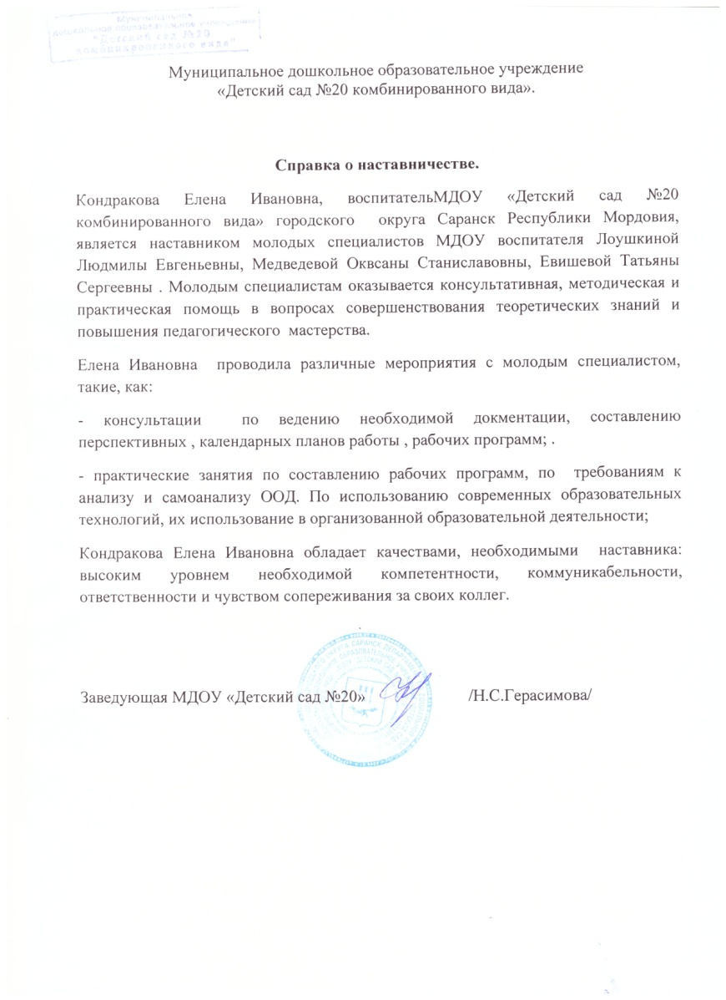 Муниципальное
дошкольное образовательное учреждение
"Детский сад №20
комбинированного вида"
Муниципальное дошкольное образовательное учреждение
«Детский сад №20 комбинированного вида».
Справка о наставничестве.
Кондракова Елена Ивановна, воспитательМДОУ «Детский сад №20
комбинированного вида» городского округа Саранск Республики Мордовия,
является наставником молодых специалистов МДОУ воспитателя Лоушкиной
Людмилы Евгеньевны, Медведевой Оквсаны Станиславовны, Евишевой Татьяны
Сергеевны . Молодым специалистам оказывается консультативная, методическая и
практическая помощь в вопросах совершенствования теоретических знаний и
повышения педагогического мастерства.
Елена Ивановна проводила различные мероприятия с молодым специалистом,
такие, как:
- консультации по ведению необходимой докментации, составлению
перспективных , календарных планов работы , рабочих программ; .
- практические занятия по составлению рабочих программ, по требованиям к
анализу и самоанализу ООД. По использованию современных образовательных
технологий, их использование в организованной образовательной деятельности;
Кондракова Елена Ивановна обладает качествами, необходимыми наставника:
высоким уровнем необходимой компетентности, коммуникабельности,
ответственности и чувством сопереживания за своих коллег.
Заведующая МДОУ «Детский сад №20» /Н.С.Герасимова/